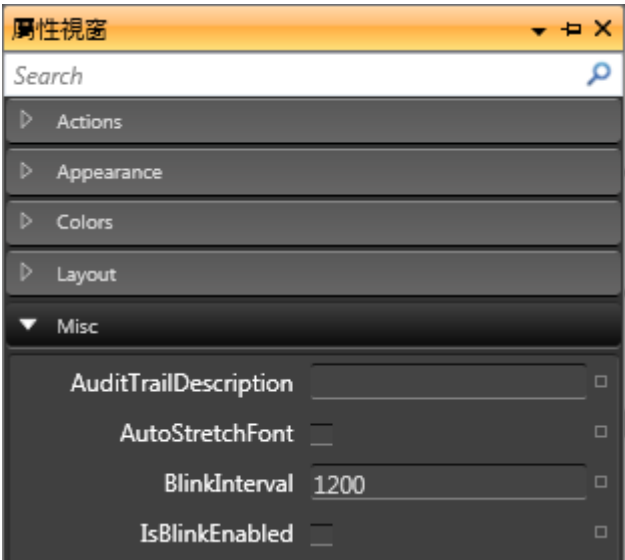 屬性視窗
Search
Actions
Appearance
Colors
Layout
Misc
AuditTrailDescription
AutoStretchFont
BlinkInterval 1200
IsBlinkEnabled